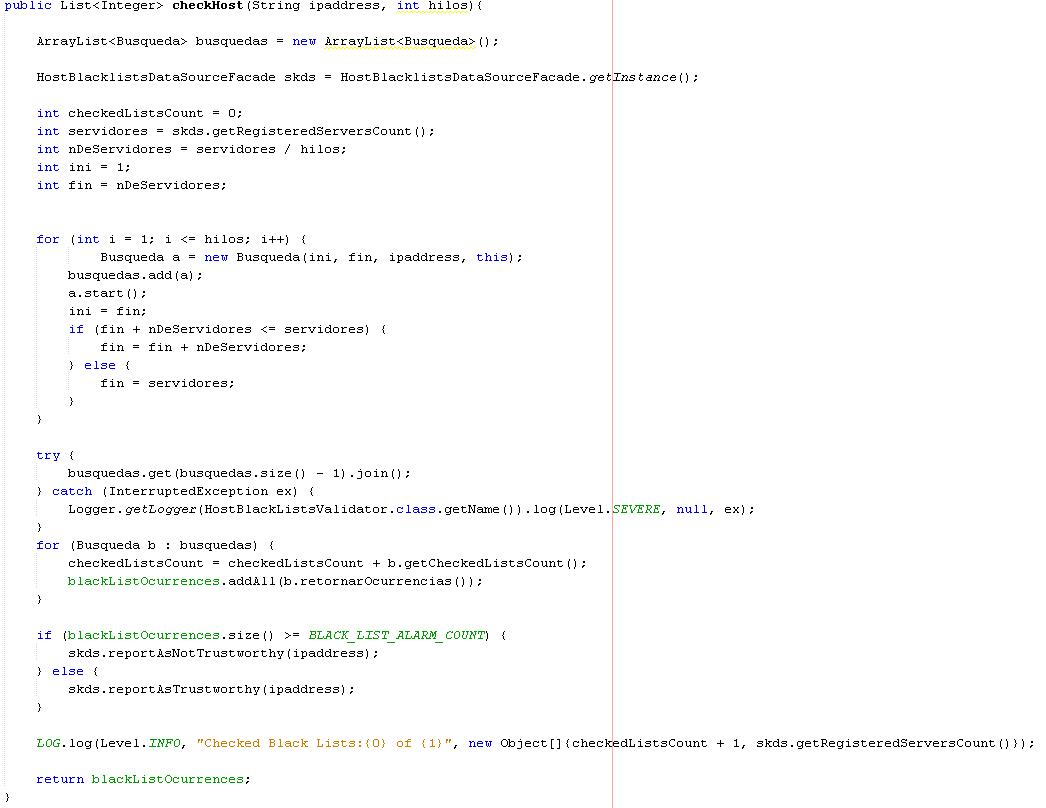 public List<Integer> checkHost(String ipaddress, int hilos){
ArrayList<Busqueda> busquedas = new ArrayList<Busqueda>();
HostBlacklistsDataSourceFacade skds = HostBlacklistsDataSourceFacade.getInstance();
int checkedListsCount = 0;
int servidores = skds.getRegisteredServersCount();
int nDeServidores = servidores / hilos;
int ini = 1;
int fin = nDeServidores;
for (int i = 1; i <= hilos; i++) {
Busqueda a = new Busqueda(ini, fin, ipaddress, this);
busquedas.add(a);
a.start();
ini = fin;
if (fin + nDeServidores <= servidores) {
fin = fin + nDeServidores;
} else {
fin = servidores;
}
}
try {
busquedas.get(busquedas.size() - 1).join();
} catch (InterruptedException ex) {
Logger.getLogger(HostBlackListsValidator.class.getName()).log(Level.SEVERE, null, ex);
}
for (Busqueda b : busquedas) {
checkedListsCount = checkedListsCount + b.getCheckedListsCount();
blackListOcurrences.addAll(b.retornarOcurrencias());
}
if (blackListOcurrences.size() >= BLACK_LIST_ALARM_COUNT) {
skds.reportAsNotTrustworthy(ipaddress);
} else {
skds.reportAsTrustworthy(ipaddress);
}
LOG.log(Level.INFO, "Checked Black Lists:{0} of {1}", new Object[]{checkedListsCount + 1, skds.getRegisteredServersCount()});
return blackListOcurrences;
}